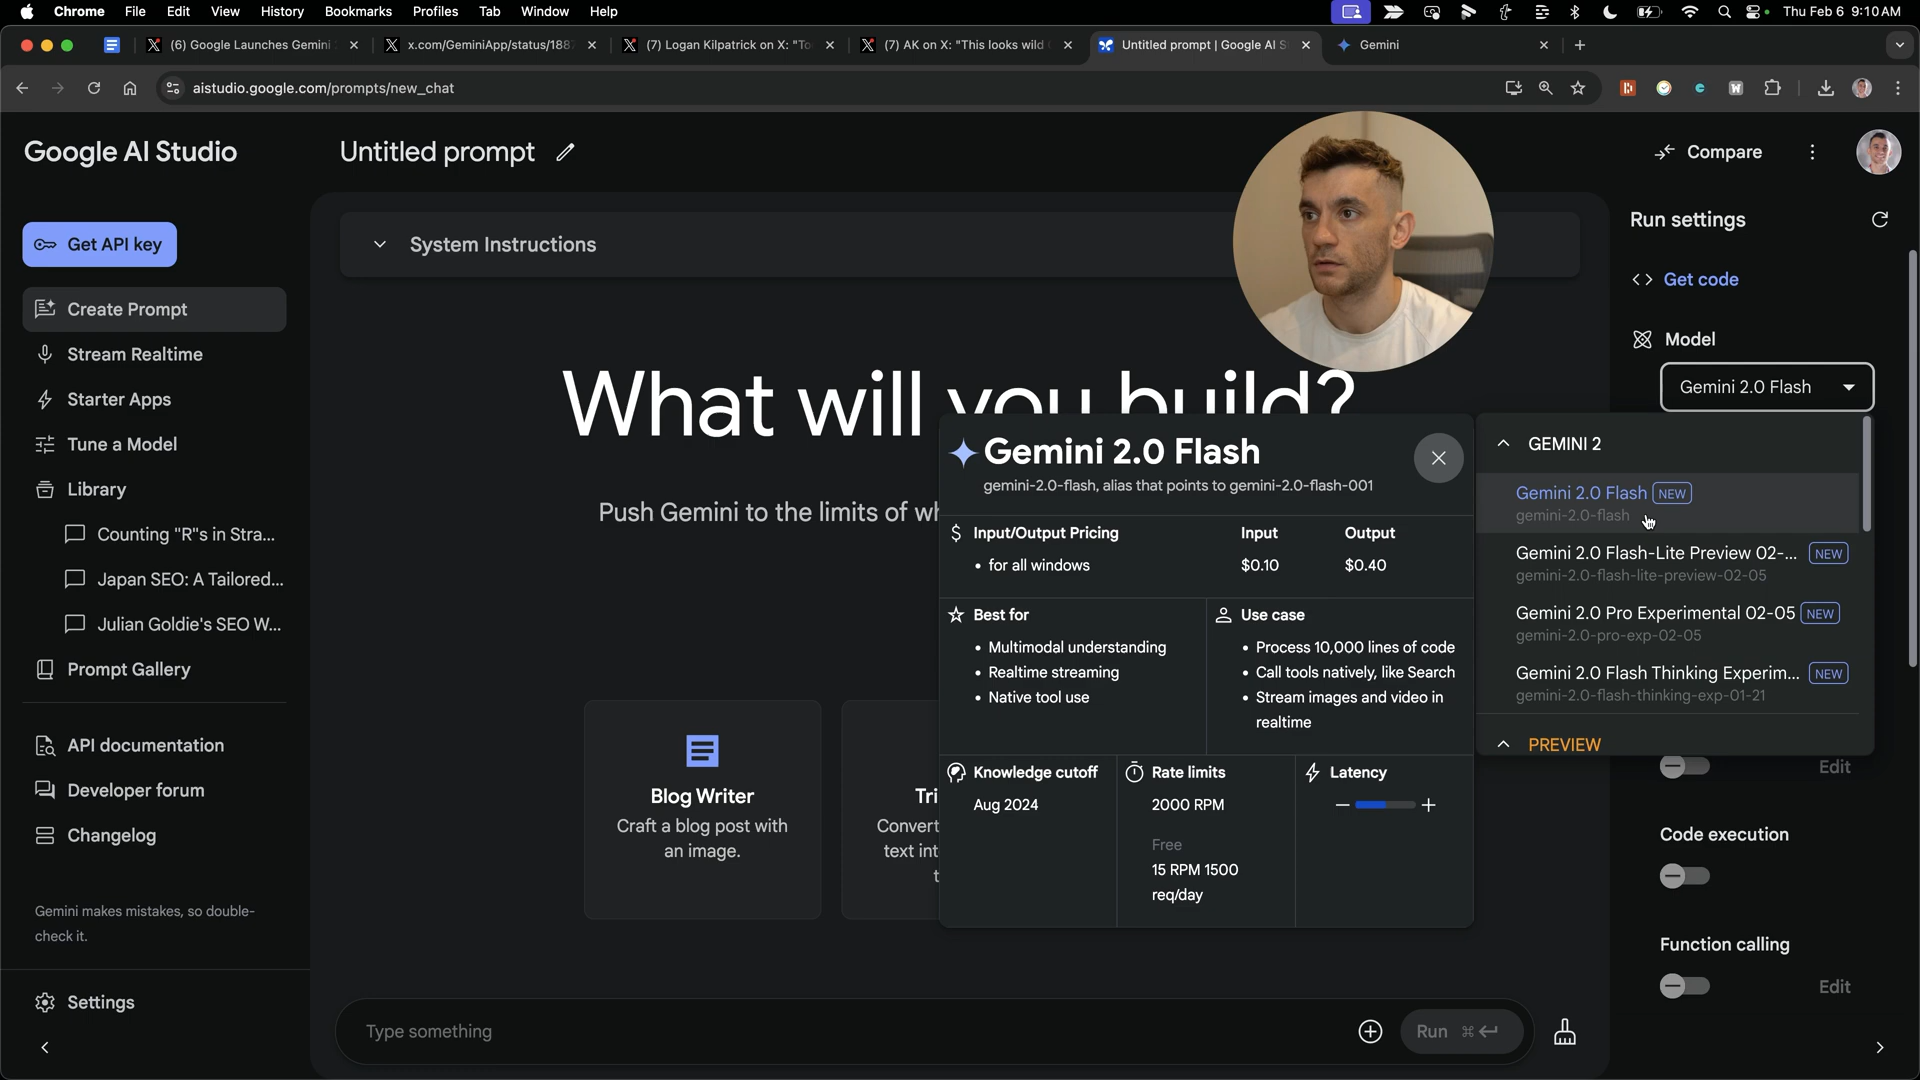 Chrome File Edit View History Bookmarks Profiles Tab Window Help
Thu Feb 6 9:10 AM
(6) Google Launches Gemini
x.com/GeminiApp/status/188
(7) Logan Kilpatrick on X: "To
(7) AK on X: "This looks wild
Untitled prompt | Google AI S
Gemini
aistudio.google.com/prompts/new_chat
Google AI Studio
Untitled prompt
Compare
Get API key
Create Prompt
Stream Realtime
Starter Apps
Tune a Model
Library
Counting "R"s in Stra...
Japan SEO: A Tailored...
Julian Goldie's SEO W...
Prompt Gallery
API documentation
Developer forum
Changelog
Gemini makes mistakes, so double-
check it.
Settings
System Instructions
What will you build?
Push Gemini to the limits of
Blog Writer
Craft a blog post with
an image.
Tri
Convert
text int
t
Gemini 2.0 Flash
gemini-2.0-flash, alias that points to gemini-2.0-flash-001
Input/Output Pricing Input Output
• for all windows $0.10 $0.40
Best for
• Multimodal understanding
• Realtime streaming
• Native tool use
Use case
• Process 10,000 lines of code
• Call tools natively, like Search
• Stream images and video in
realtime
Knowledge cutoff
Aug 2024
Rate limits
2000 RPM
Free
15 RPM 1500
req/day
Latency
Type something
Run ⌘
Run settings
Get code
Model
Gemini 2.0 Flash
GEMINI 2
Gemini 2.0 Flash NEW
gemini-2.0-flash
Gemini 2.0 Flash-Lite Preview 02-... NEW
gemini-2.0-flash-lite-preview-02-05
Gemini 2.0 Pro Experimental 02-05 NEW
gemini-2.0-pro-exp-02-05
Gemini 2.0 Flash Thinking Experim... NEW
gemini-2.0-flash-thinking-exp-01-21
PREVIEW
Edit
Code execution
Function calling
Edit